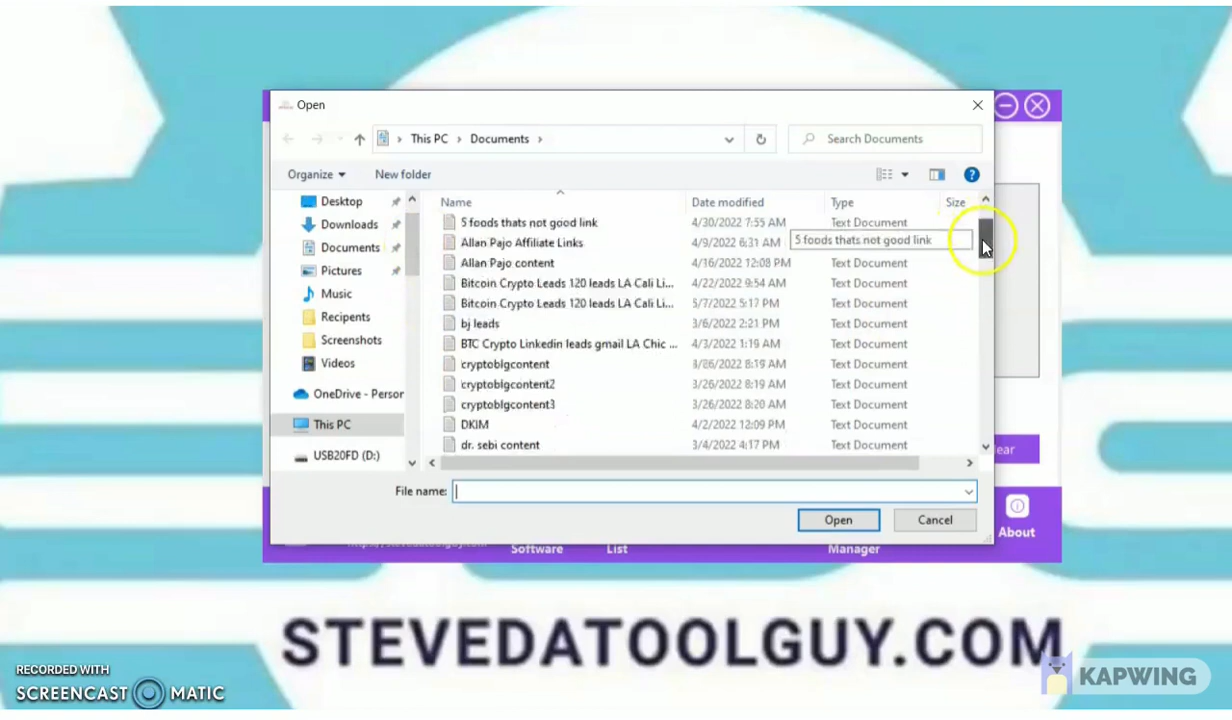 Open
This PC > Documents >
Search Documents
Organize
New folder
Name
Date modified
Type
Size
Desktop
Downloads
Documents
Pictures
Music
Recipents
Screenshots
Videos
OneDrive - Person
This PC
USB20FD (D:)
5 foods thats not good link 4/30/2022 7:55 AM Text Document
Allan Pajo Affiliate Links 4/9/2022 6:31 AM
5 foods thats not good link
Allan Pajo content 4/16/2022 12:08 PM Text Document
Bitcoin Crypto Leads 120 leads LA Cali Li... 4/22/2022 9:54 AM Text Document
Bitcoin Crypto Leads 120 leads LA Cali Li... 5/7/2022 5:17 PM Text Document
bj leads 3/6/2022 2:21 PM Text Document
BTC Crypto Linkedin leads gmail LA Chic ... 4/3/2022 1:19 AM Text Document
cryptoblgcontent 8:19 AM Text Document
cryptoblgcontent2 3/26/2022 8:19 AM Text Document
cryptoblgcontent3 3/26/2022 8:20 AM Text Document
DKIM 4/2/2022 12:09 PM Text Document
dr. sebi content 3/4/2022 4:17 PM Text Document
File name:
Open
Cancel
ear
Software
List
Manager
About
STEVEDATOOLGUY.COM
RECORDED WITH
SCREENCAST MATIC
KAPWING